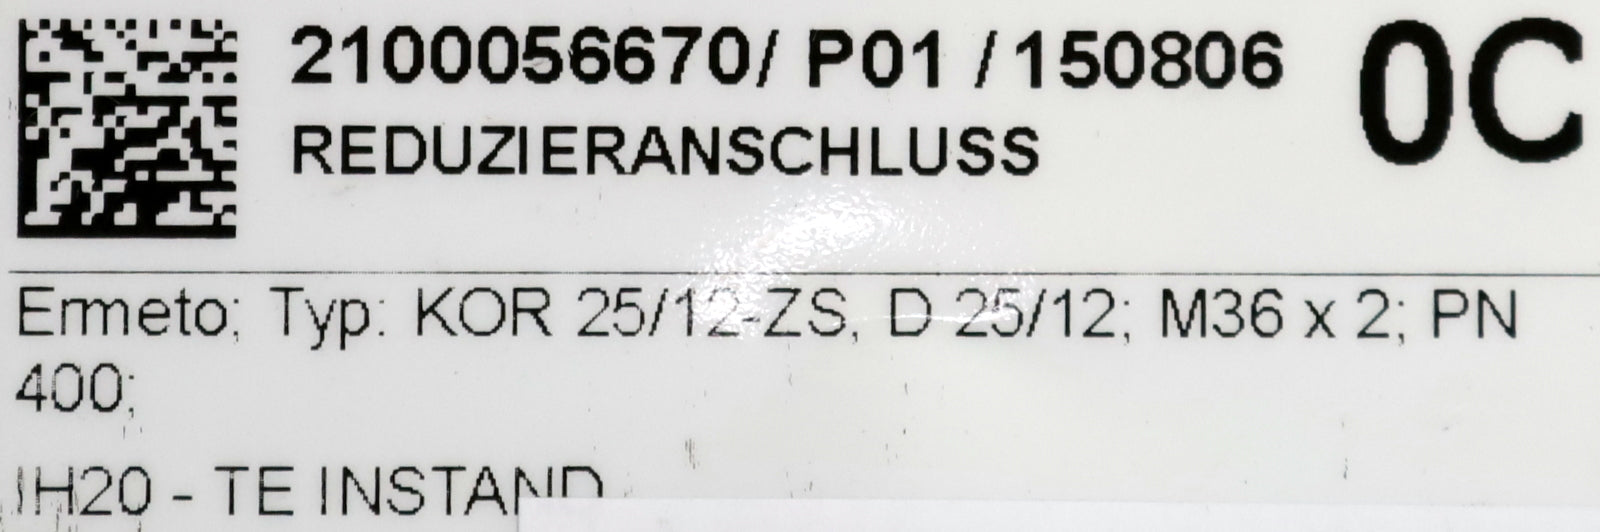 2100056670/ P01 / 150806 0C
REDUZIERANSCHLUSS
Ermeto; Typ: KOR 25/12-ZS, D 25/12; M36 x 2; PN
400;
IH20 - TE INSTAND